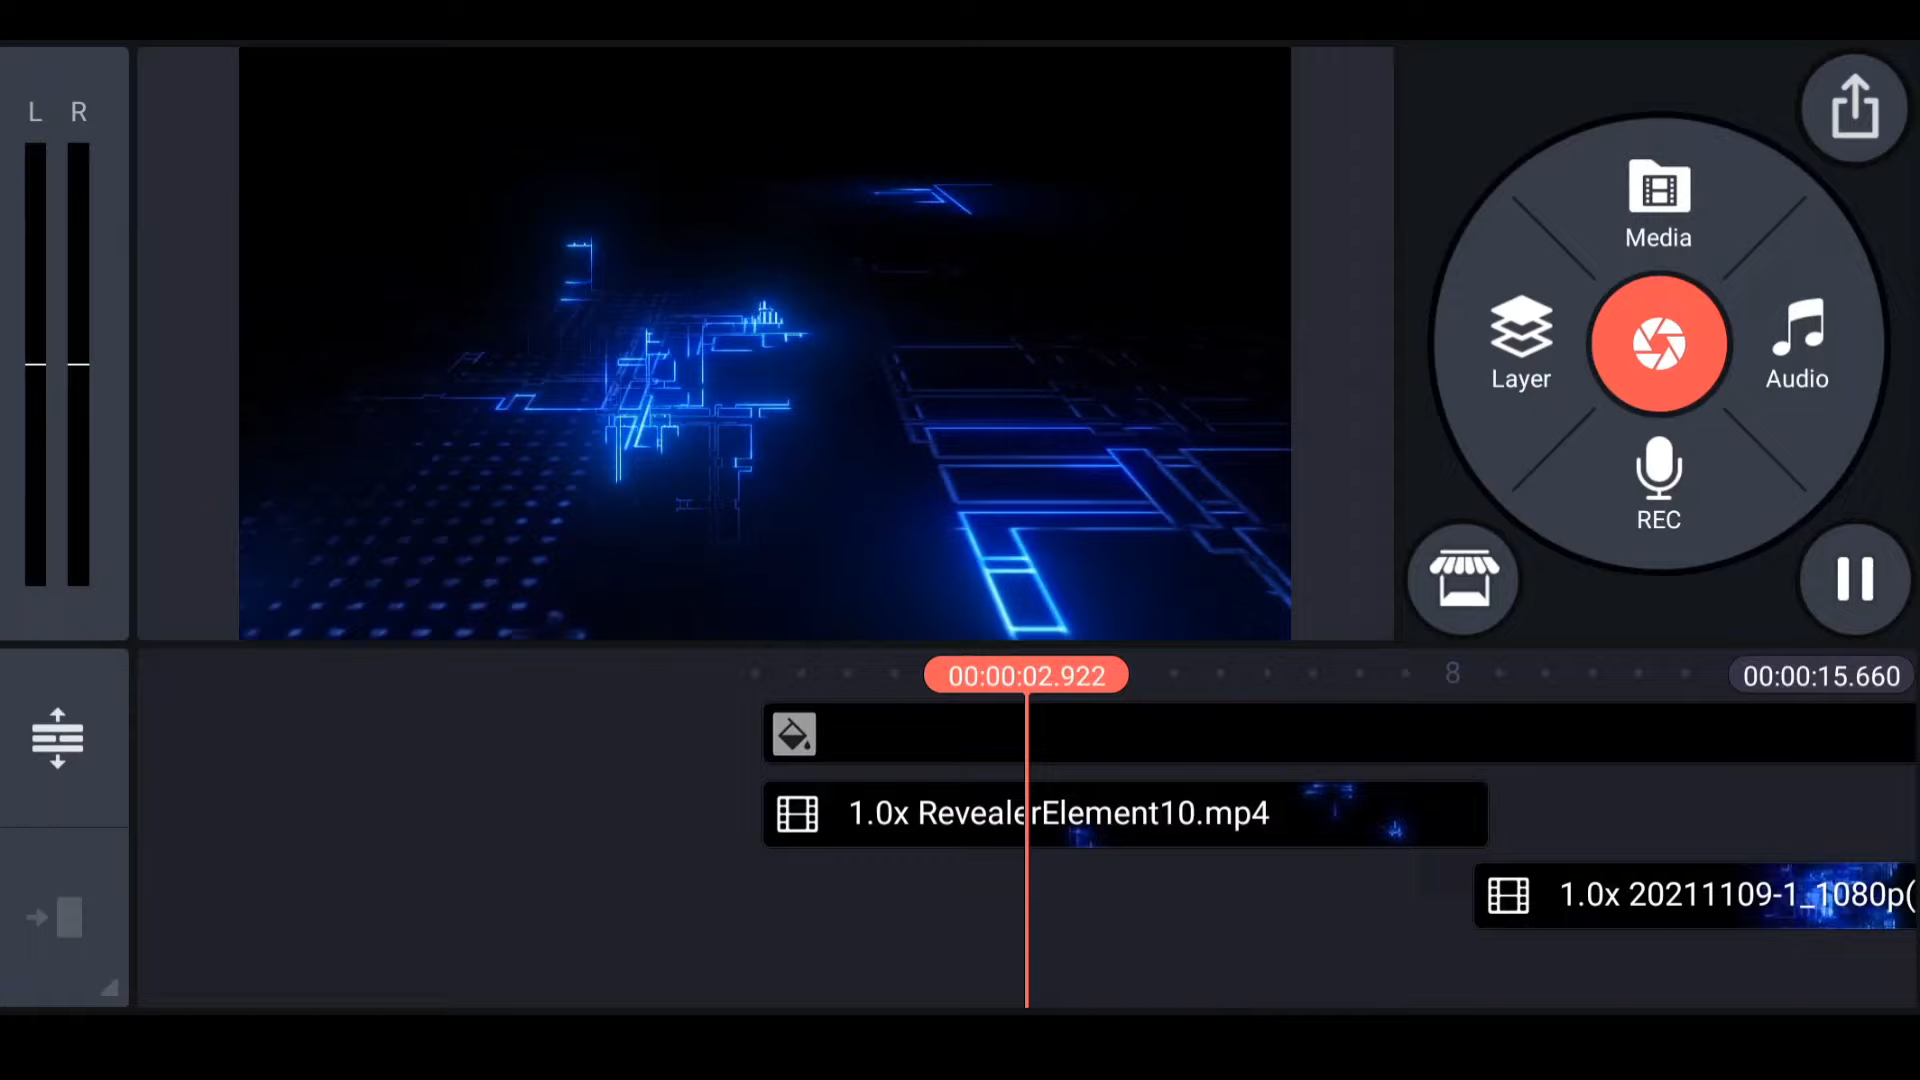 L R
Media
Layer
Audio
REC
00:00:02.922
8
00:00:15.660
1.0x RevealerElement10.mp4
1.0x 20211109-1_1080p(